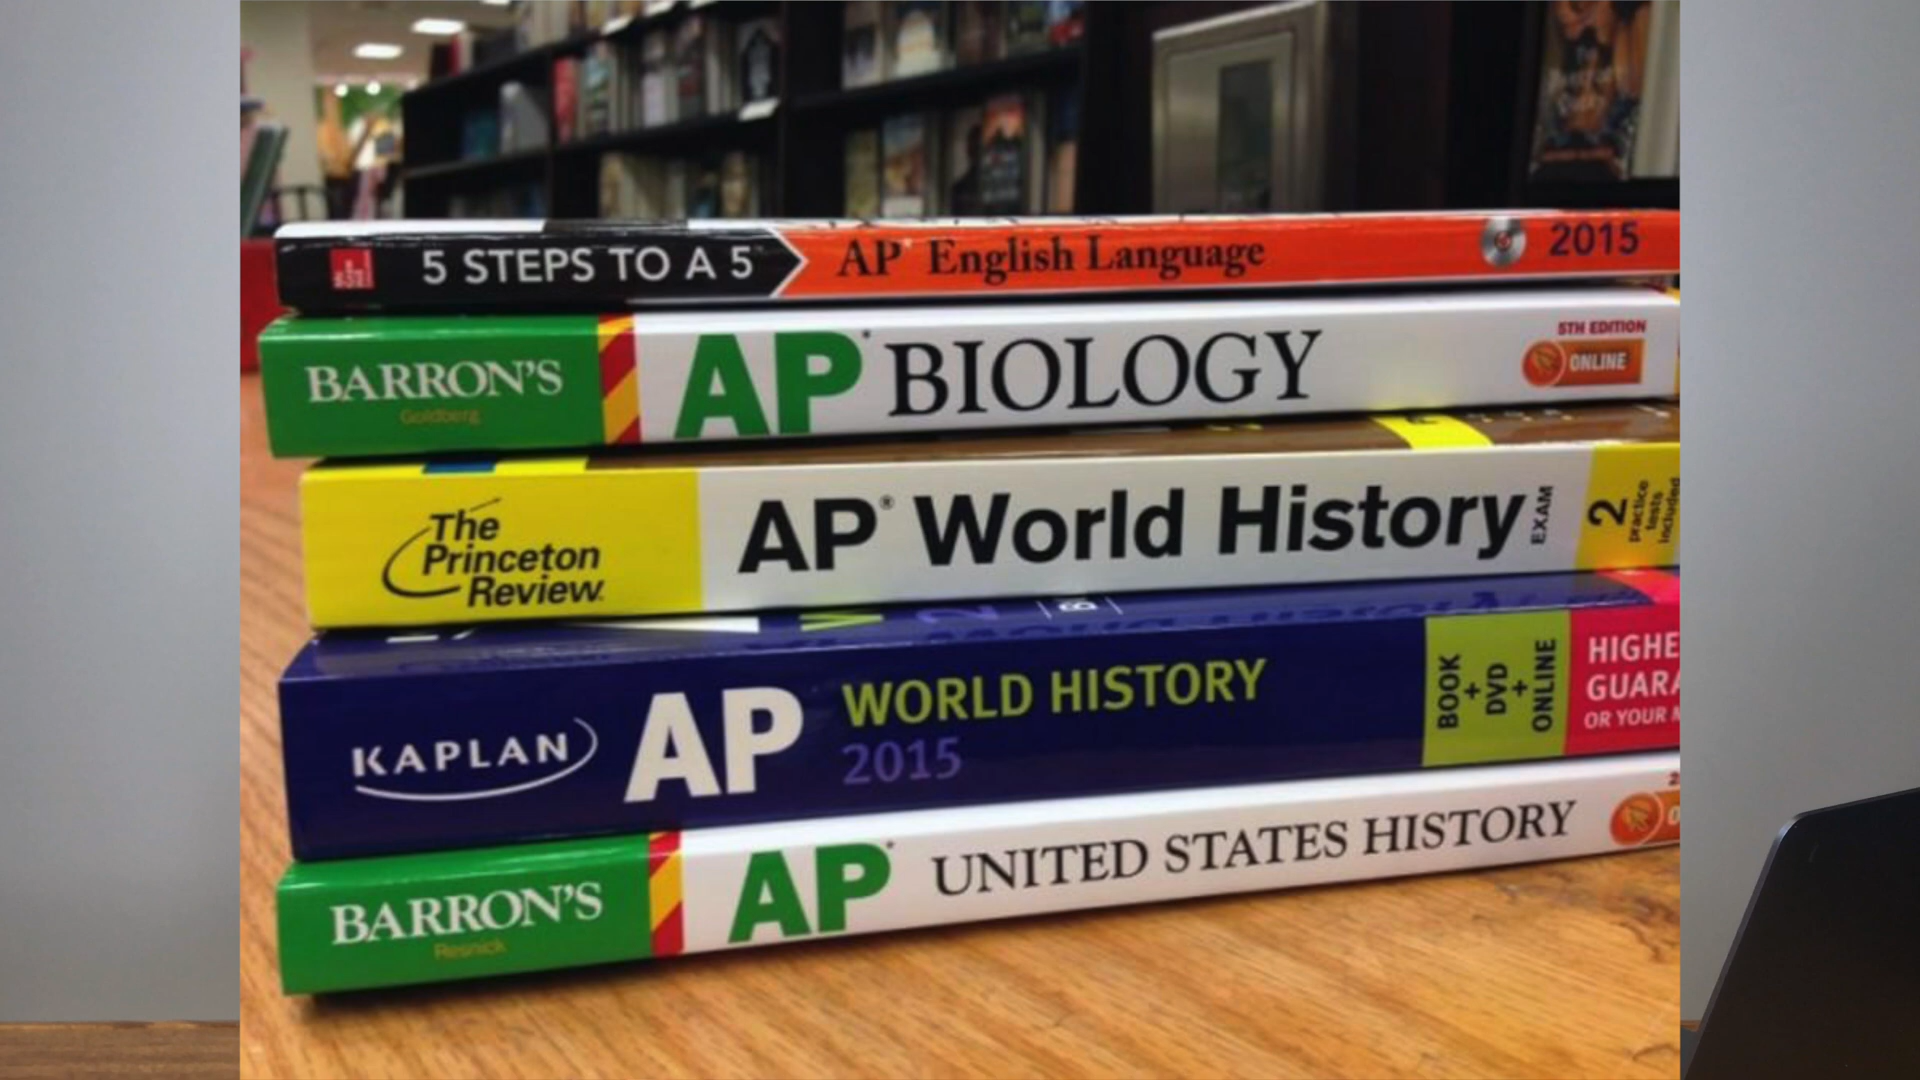 5 STEPS TO A 5 AP English Language 2015
BARRON'S AP BIOLOGY 5TH EDITION
Goldberg ONLINE
The Princeton Review AP World History EXAM 2 practice tests included
KAPLAN AP WORLD HISTORY 2015 BOOK + DVD + ONLINE HIGHE
GUARA
OR YOUR
BARRON'S AP UNITED STATES HISTORY
Resnick